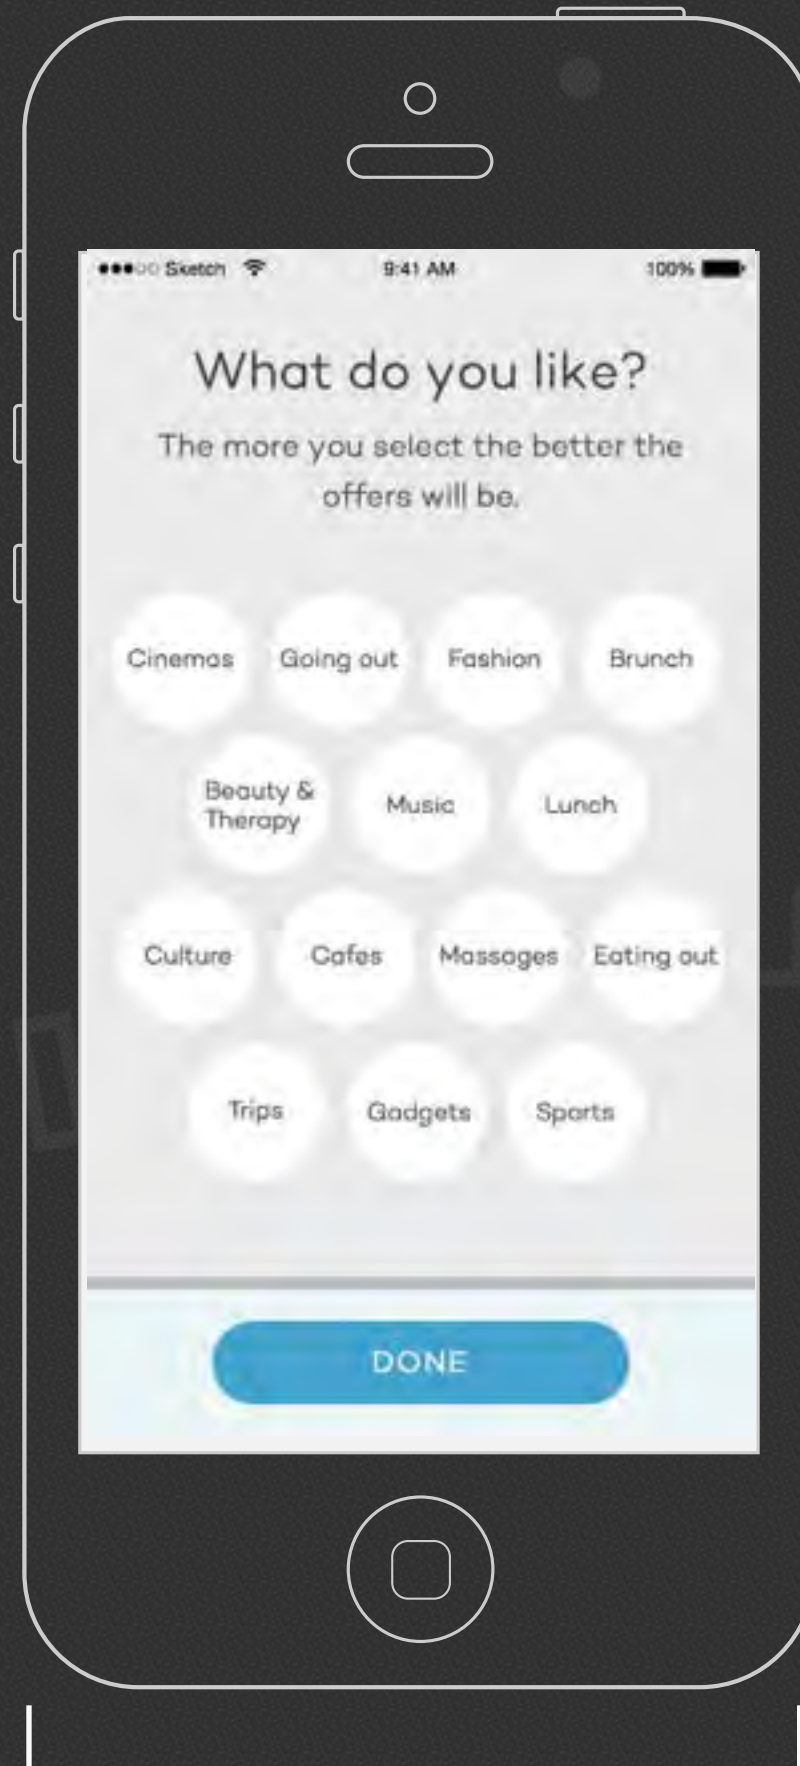 Sketch 9:41 AM 100%
What do you like?
The more you select the better the
offers will be.
Cinemas Going out Fashion Brunch
Beauty &
Therapy
Music Lunch
Culture Cafes Massages Eating out
Trips Gadgets Sports
DONE